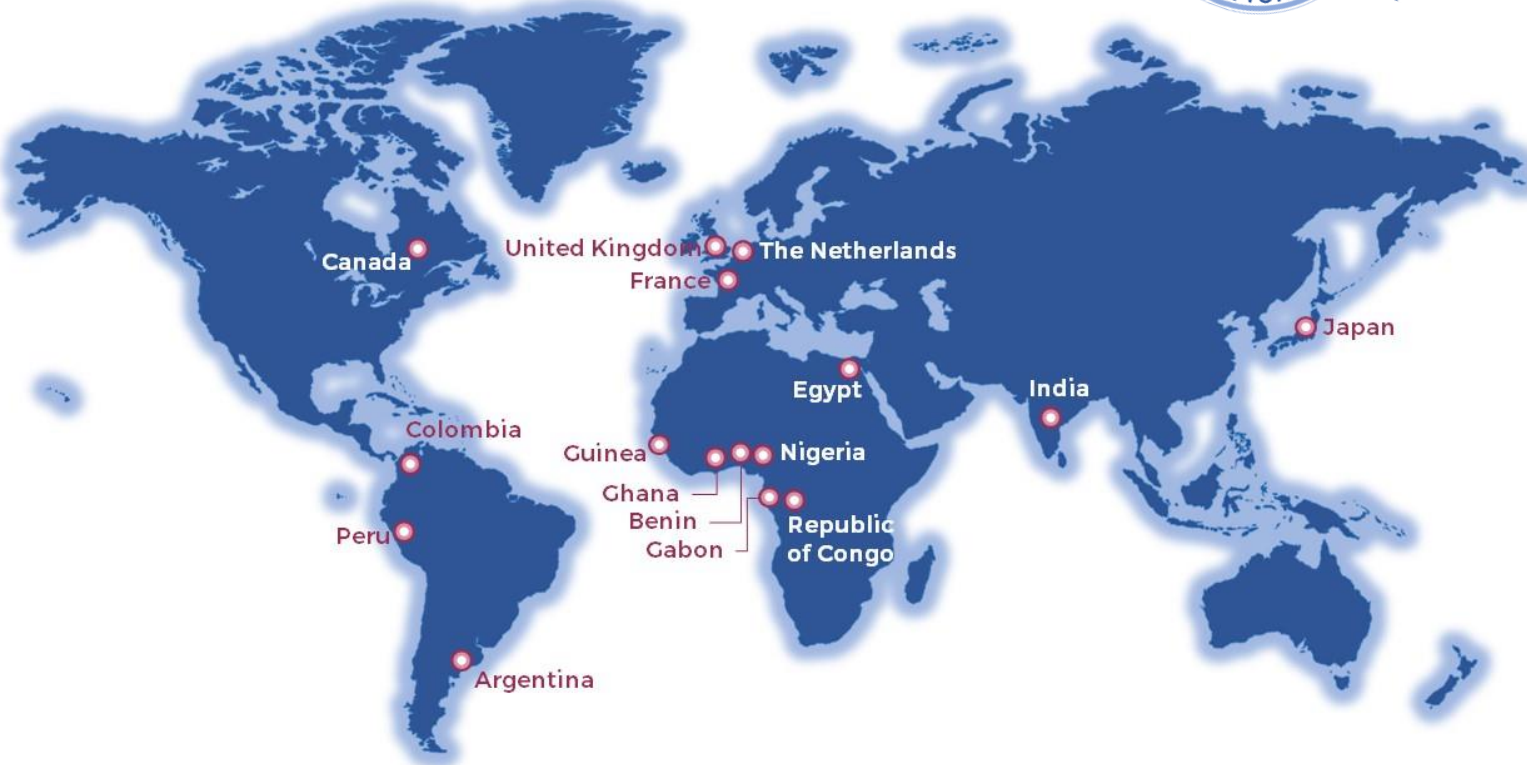 United Kingdom
The Netherlands
Canada
France
Japan
Egypt
India
Colombia
Guinea
Nigeria
Ghana
Benin
Republic
of Congo
Peru
Gabon
Argentina